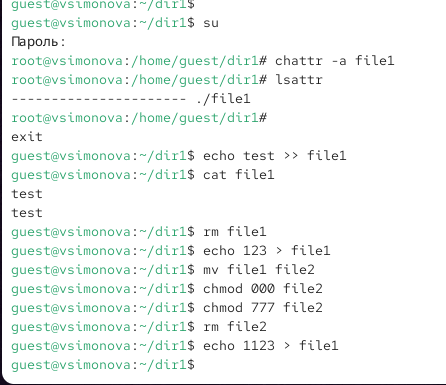 guest@vsimonova:~/dir1$
guest@vsimonova:~/dir1$ su
Пароль:
root@vsimonova:/home/guest/dir1# chattr -a file1
root@vsimonova:/home/guest/dir1# lsattr
---------------------- ./file1
root@vsimonova:/home/guest/dir1#
exit
guest@vsimonova:~/dir1$ echo test >> file1
guest@vsimonova:~/dir1$ cat file1
test
test
guest@vsimonova:~/dir1$ rm file1
guest@vsimonova:~/dir1$ echo 123 > file1
guest@vsimonova:~/dir1$ mv file1 file2
guest@vsimonova:~/dir1$ chmod 000 file2
guest@vsimonova:~/dir1$ chmod 777 file2
guest@vsimonova:~/dir1$ rm file2
guest@vsimonova:~/dir1$ echo 1123 > file1
guest@vsimonova:~/dir1$